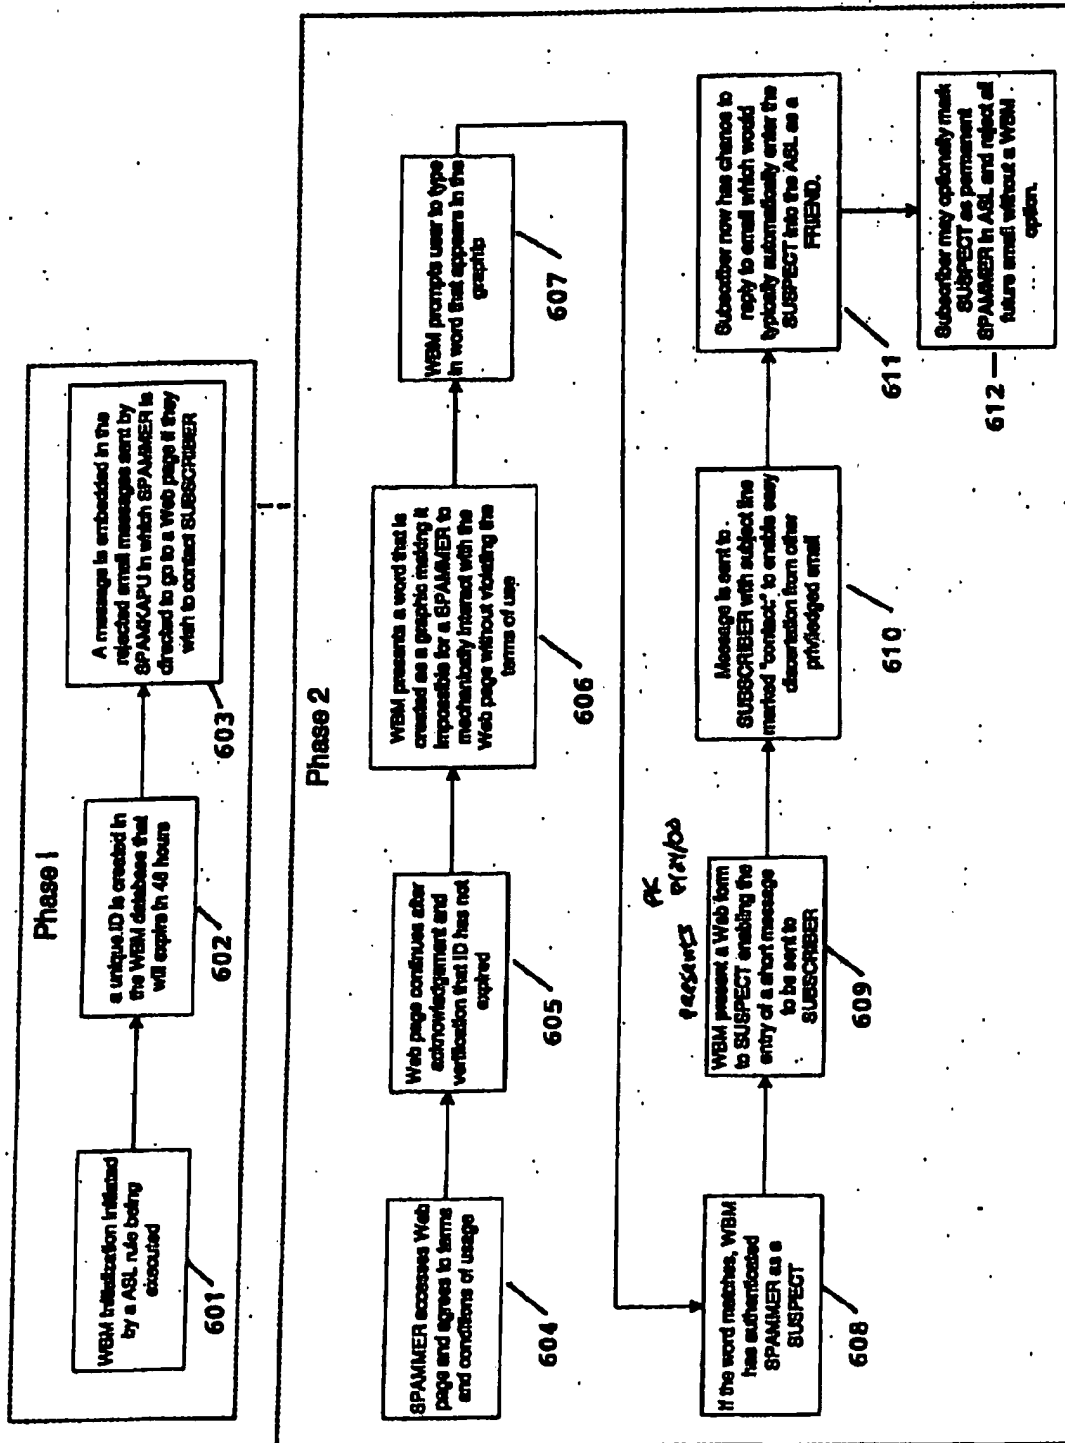 Phase 1
WBM initialization initiated
by a ASL rule being
executed
601
a unique ID is created in
the WBM database that
will expire in 48 hours
602
A message is embedded in the
rejected email messages sent by
SPAMKAPU in which SPAMMER is
directed to go to a Web page if they
wish to contact SUBSCRIBER
603
Phase 2
SPAMMER accesses Web
page and agrees to terms
and conditions of usage
604
Web page continues after
acknowledgement and
verification that ID has not
expired
605
WBM presents a word that is
created as a graphic making it
impossible for a SPAMMER to
mechanically interact with the
Web page without violating the
terms of use
606
WBM prompts user to type
in word that appears in the
graphic
607
If the word matches, WBM
has authenticated
SPAMMER as a
SUSPECT
608
presents PK
WBM present a Web form
to SUSPECT enabling the
entry of a short message
to be sent to
SUBSCRIBER
609
Message is sent to
SUBSCRIBER with subject line
marked "contact:" to enable easy
discertation from other
priviledged email
610
Subscriber now has chance to
reply to email which would
typically automatically enter the
SUSPECT into the ASL as a
FRIEND.
611
Subscriber may optionally mark
SUSPECT as permanent
SPAMMER in ASL and reject all
future email without a WBM
option.
612